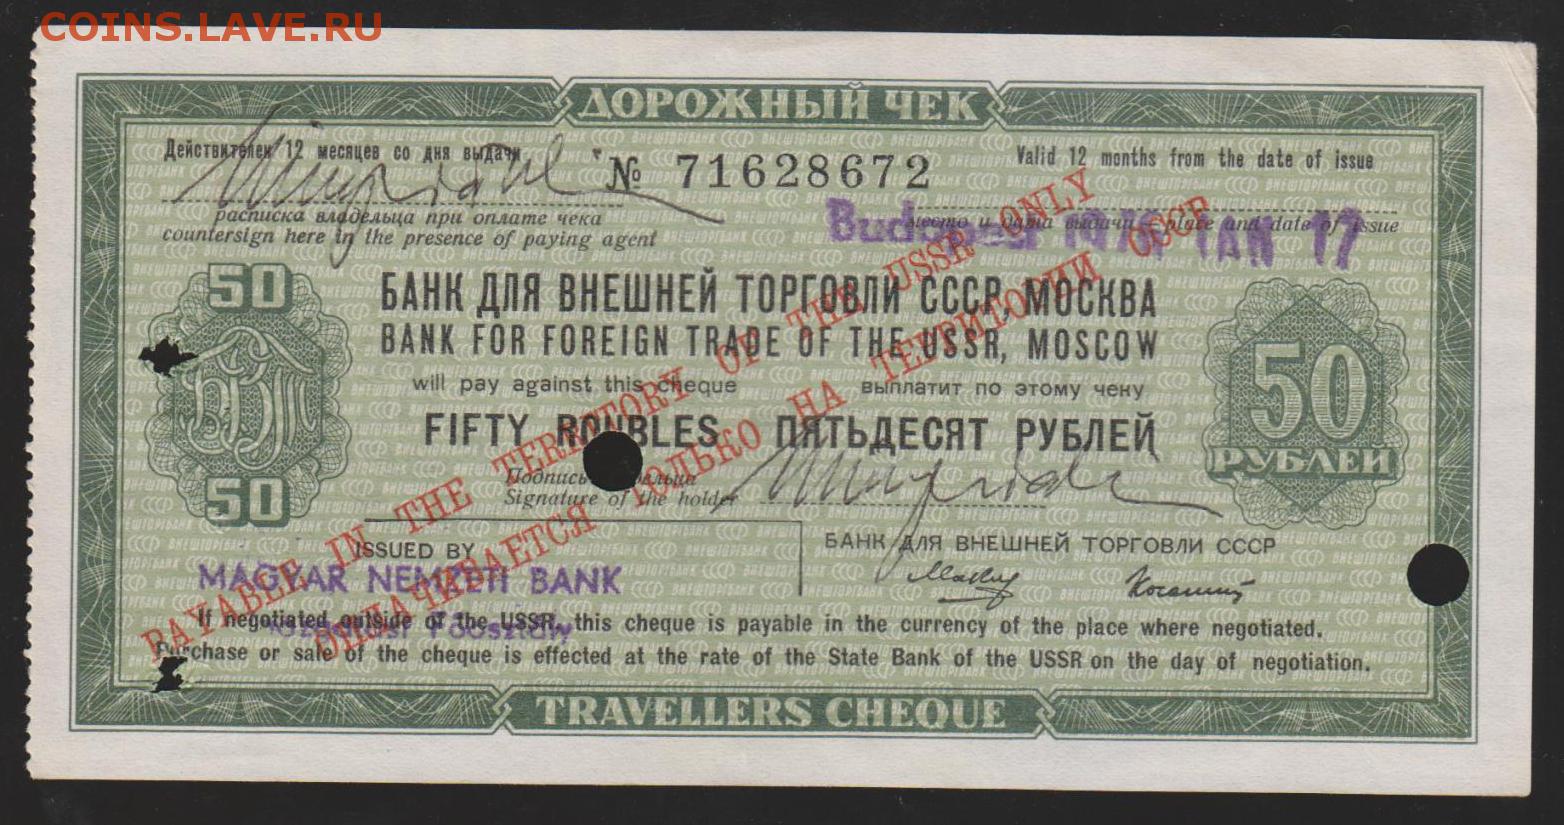 COINS.LAVE.RU
ДОРОЖНЫЙ ЧЕК
Действителен 12 месяцев со дня выдачи
№ 71628672
Valid 12 months from the date of issue
расписка владельца при оплате чека
countersign here in the presence of paying agent
место и дата выдачи – place and date of issue
Budapest JAN 17
50
БВТ
50
БАНК ДЛЯ ВНЕШНЕЙ ТОРГОВЛИ СССР, МОСКВА
BANK FOR FOREIGN TRADE OF THE USSR, MOSCOW
will pay against this cheque выплатит по этому чеку
FIFTY ROUBLES ПЯТЬДЕСЯТ РУБЛЕЙ
50
РУБЛЕЙ
Подпись владельца
Signature of the holder
PAYABLE IN THE TERRITORY OF THE USSR ONLY
ВЫПЛАЧИВАЕТСЯ ТОЛЬКО НА ТЕРРИТОРИИ СССР
ISSUED BY
MAGYAR NEMZETI BANK
БАНК ДЛЯ ВНЕШНЕЙ ТОРГОВЛИ СССР
If negotiated outside of the USSR, this cheque is payable in the currency of the place where negotiated.
Purchase or sale of the cheque is effected at the rate of the State Bank of the USSR on the day of negotiation.
TRAVELLERS CHEQUE